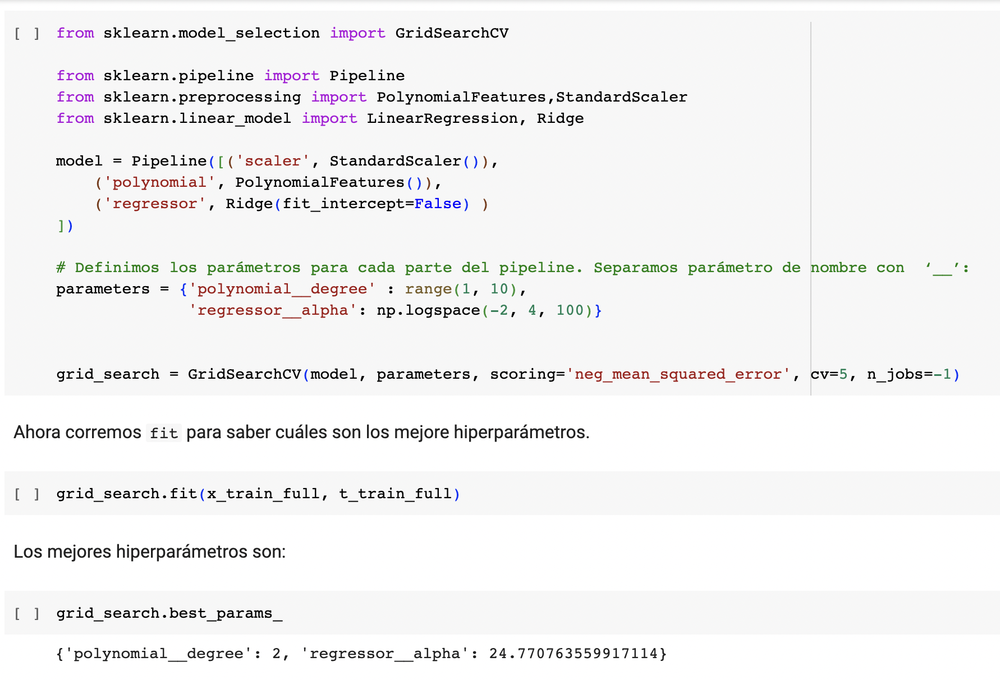 [ ] from sklearn.model_selection import GridSearchCV
from sklearn.pipeline import Pipeline
from sklearn.preprocessing import PolynomialFeatures,StandardScaler
from sklearn.linear_model import LinearRegression, Ridge
model = Pipeline([('scaler', StandardScaler()),
('polynomial', PolynomialFeatures()),
('regressor', Ridge(fit_intercept=False) )
])
# Definimos los parámetros para cada parte del pipeline. Separamos parámetro de nombre con ‘__’:
parameters = {'polynomial__degree' : range(1, 10),
'regressor__alpha': np.logspace(-2, 4, 100)}
grid_search = GridSearchCV(model, parameters, scoring='neg_mean_squared_error', cv=5, n_jobs=-1)
Ahora corremos fit para saber cuáles son los mejore hiperparámetros.
[ ] grid_search.fit(x_train_full, t_train_full)
Los mejores hiperparámetros son:
[ ] grid_search.best_params_
{'polynomial__degree': 2, 'regressor__alpha': 24.770763559917114}